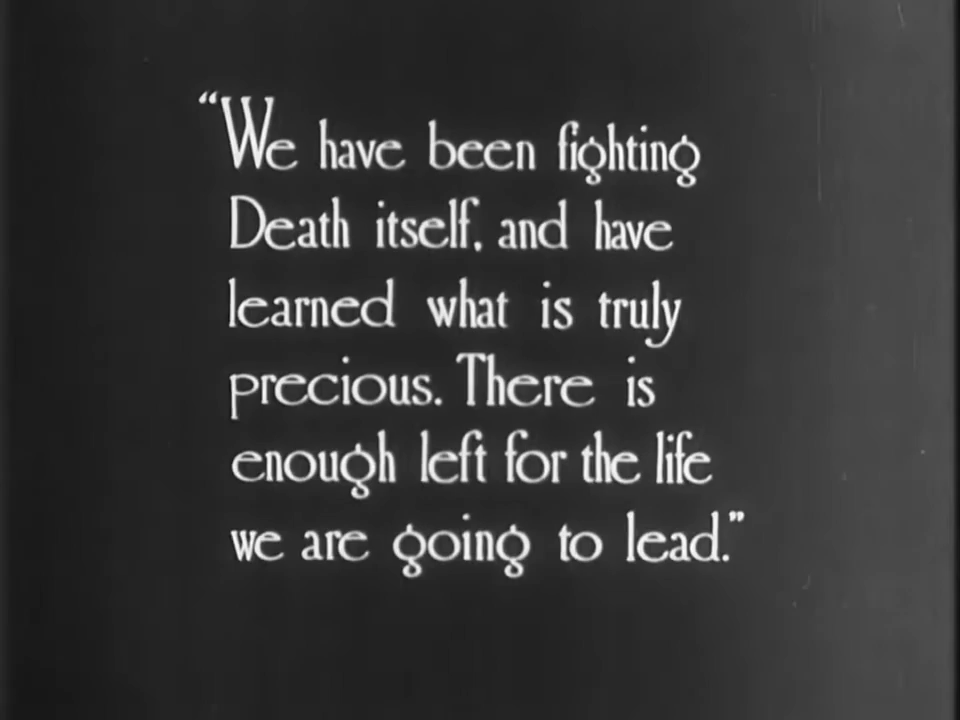 “We have been fighting
Death itself, and have
learned what is truly
precious. There is
enough left for the life
we are going to lead.”